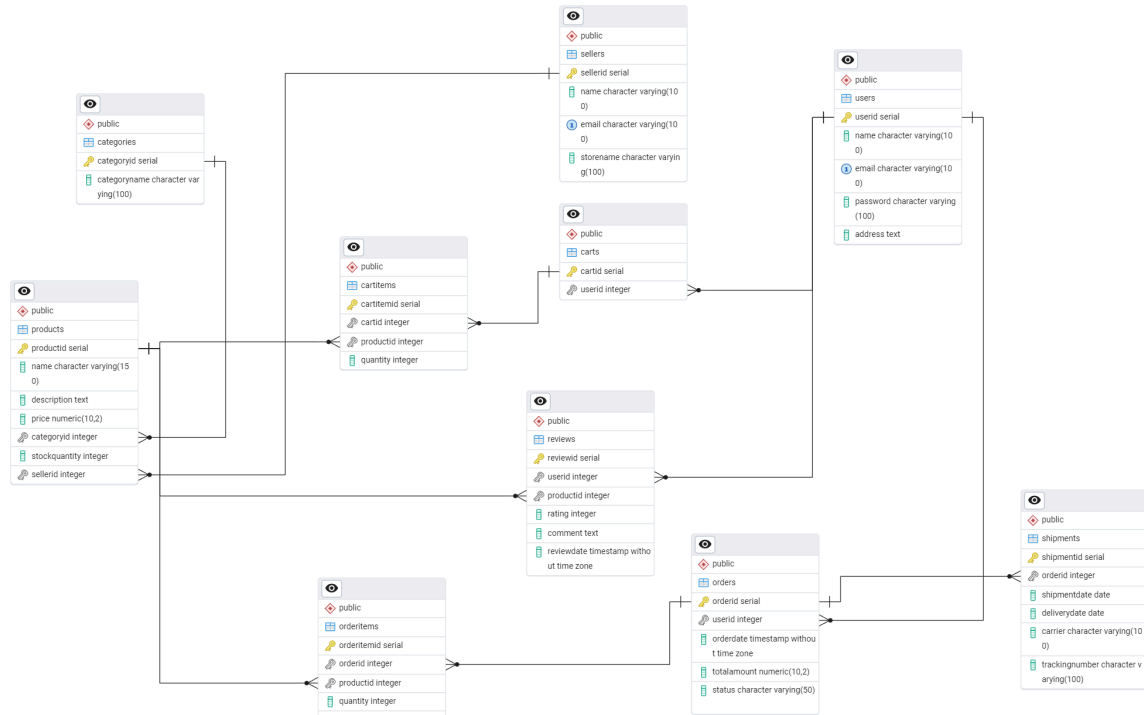 public
sellers
sellerid serial
name character varying(10
0)
email character varying(10
0)
storename character varyin
g(100)
public
users
userid serial
name character varying(10
0)
email character varying(10
0)
password character varying
(100)
address text
public
categories
categoryid serial
categoryname character var
ying(100)
public
carts
cartid serial
userid integer
public
cartitems
cartitemid serial
cartid integer
productid integer
quantity integer
public
products
productid serial
name character varying(15
0)
description text
price numeric(10,2)
categoryid integer
stockquantity integer
sellerid integer
public
reviews
reviewid serial
userid integer
productid integer
rating integer
comment text
reviewdate timestamp witho
ut time zone
public
shipments
shipmentid serial
orderid integer
shipmentdate date
deliverydate date
carrier character varying(10
0)
trackingnumber character v
arying(100)
public
orders
orderid serial
userid integer
orderdate timestamp withou
t time zone
totalamount numeric(10,2)
status character varying(50)
public
orderitems
orderitemid serial
orderid integer
productid integer
quantity integer